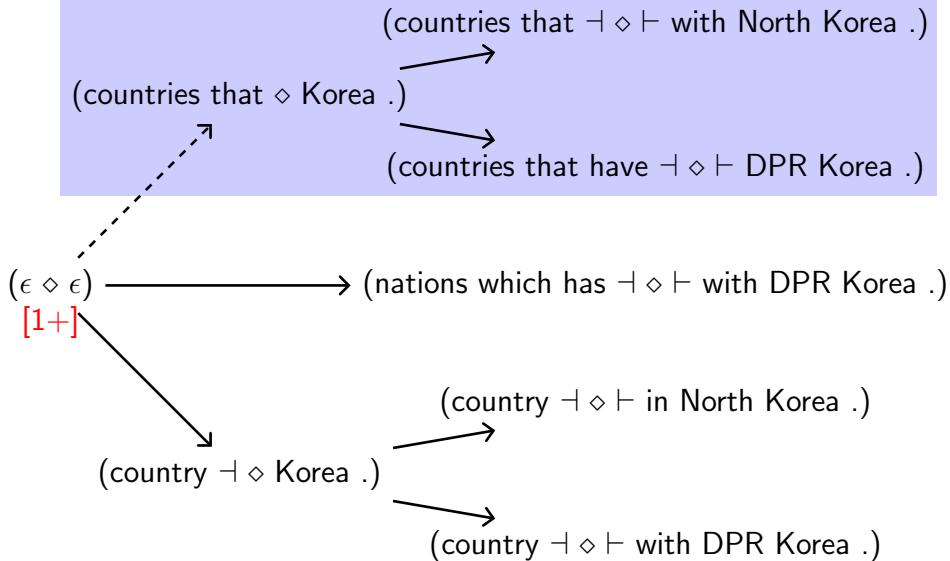 (countries that ⊣ ⋄ ⊢ with North Korea .)
(countries that ⋄ Korea .)
(countries that have ⊣ ⋄ ⊢ DPR Korea .)
(ϵ ⋄ ϵ)
(nations which has ⊣ ⋄ ⊢ with DPR Korea .)
[1+]
(country ⊣ ⋄ ⊢ in North Korea .)
(country ⊣ ⋄ Korea .)
(country ⊣ ⋄ ⊢ with DPR Korea .)